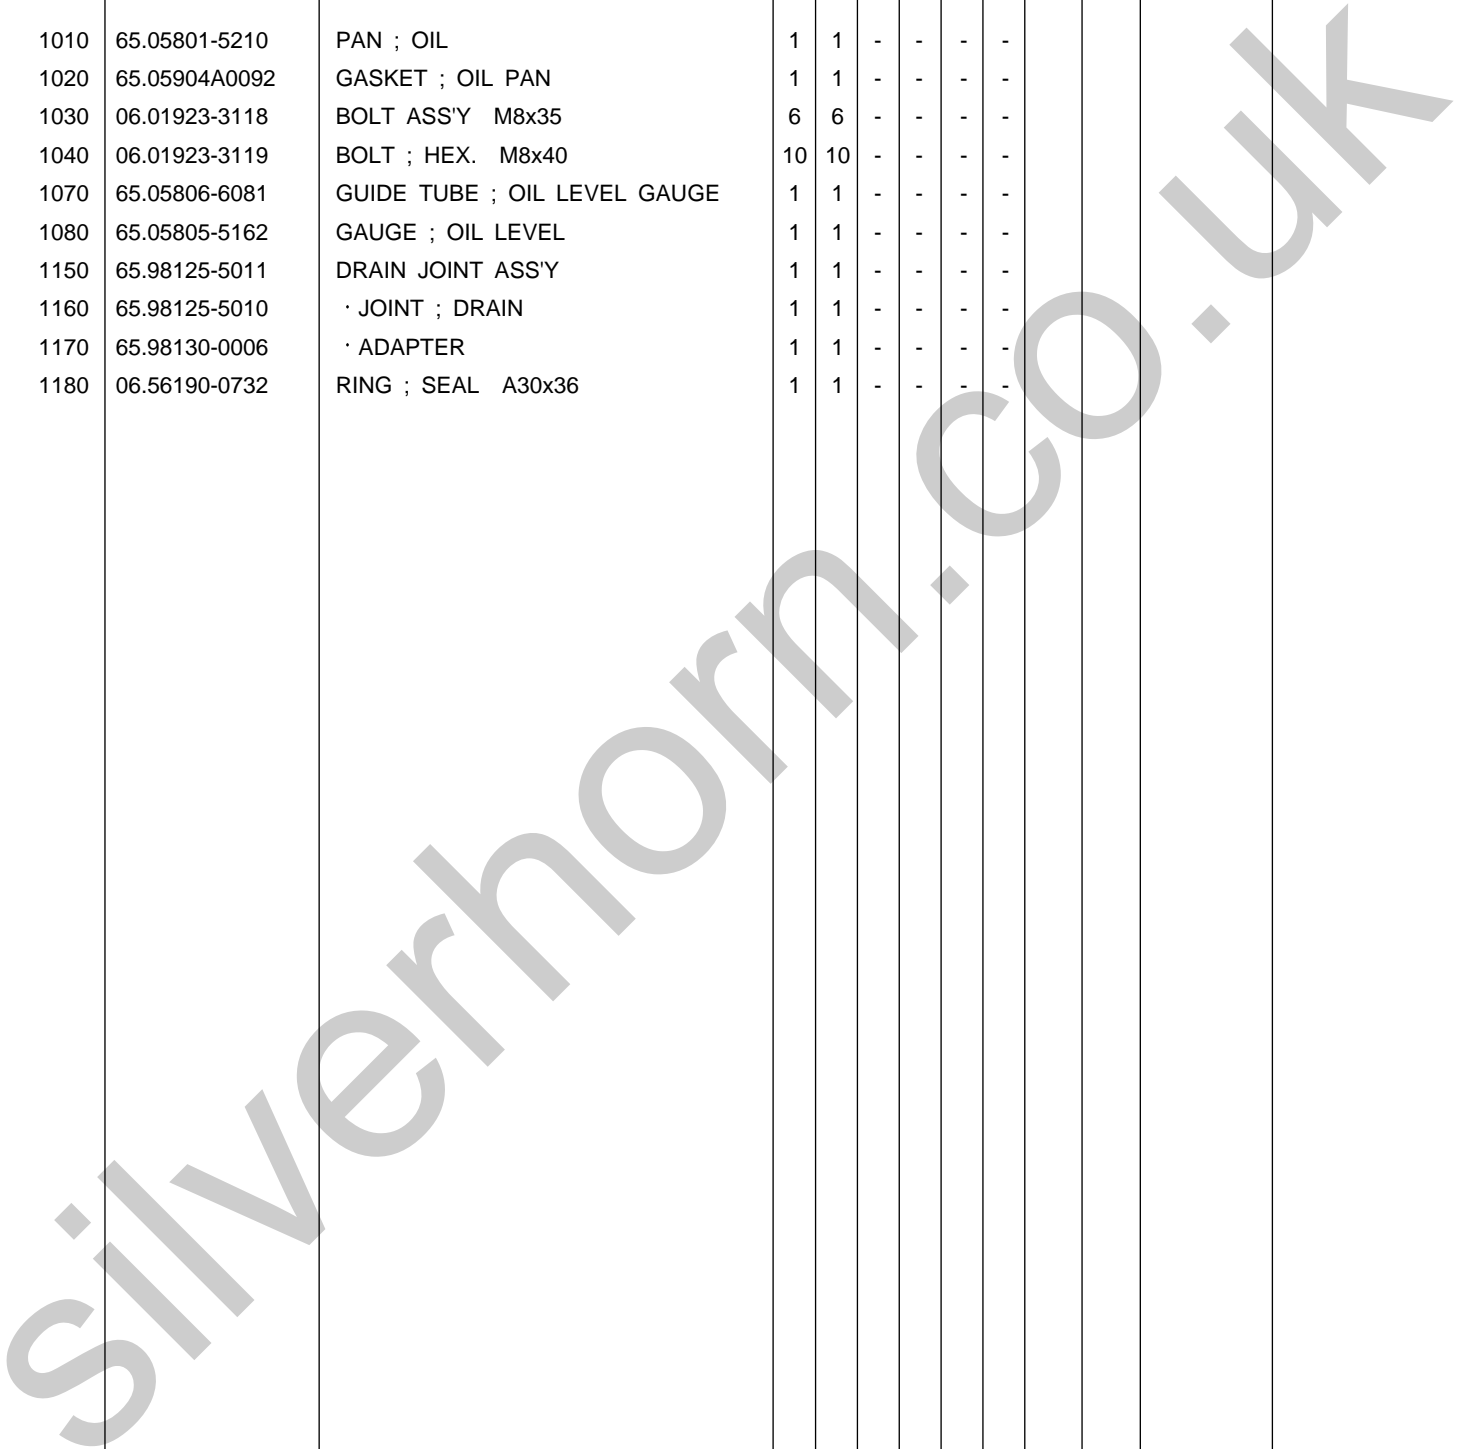 1010 65.05801-5210 PAN ; OIL 1 1 - - - -
1020 65.05904A0092 GASKET ; OIL PAN 1 1 - - - -
1030 06.01923-3118 BOLT ASS'Y M8x35 6 6 - - - -
1040 06.01923-3119 BOLT ; HEX. M8x40 10 10 - - - -
1070 65.05806-6081 GUIDE TUBE ; OIL LEVEL GAUGE 1 1 - - - -
1080 65.05805-5162 GAUGE ; OIL LEVEL 1 1 - - - -
1150 65.98125-5011 DRAIN JOINT ASS'Y 1 1 - - - -
1160 65.98125-5010 · JOINT ; DRAIN 1 1 - - - -
1170 65.98130-0006 · ADAPTER 1 1 - - - -
1180 06.56190-0732 RING ; SEAL A30x36 1 1 - - - -
silverhorn.co.uk